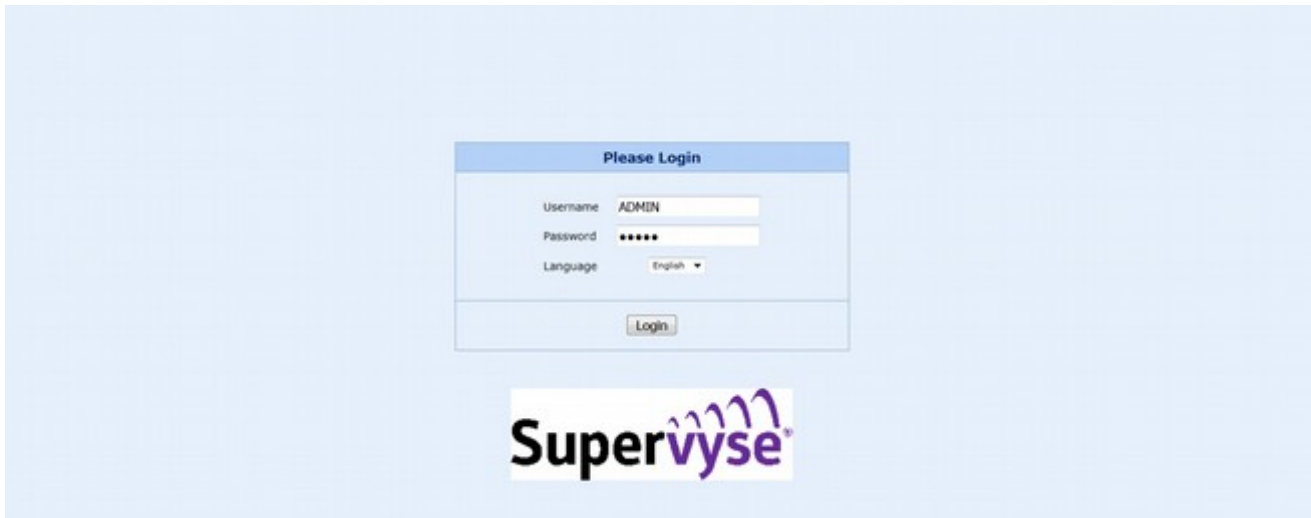 Please Login
Username ADMIN
Password •••••
Language English
Login
Supervyse®